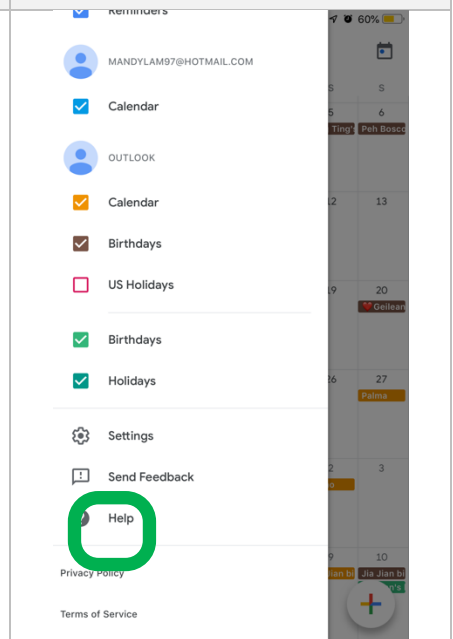 Reminders
60%
MANDYLAM97@HOTMAIL.COM
Calendar
S S
5 6
Ting's Peh Bosco
OUTLOOK
Calendar
12 13
Birthdays
US Holidays
19 20
Geilean
Birthdays
Holidays
26 27
Palma
Settings
Send Feedback
2 3
Help
9 10
Jian bi Jia Jian bi
Privacy Policy
Terms of Service